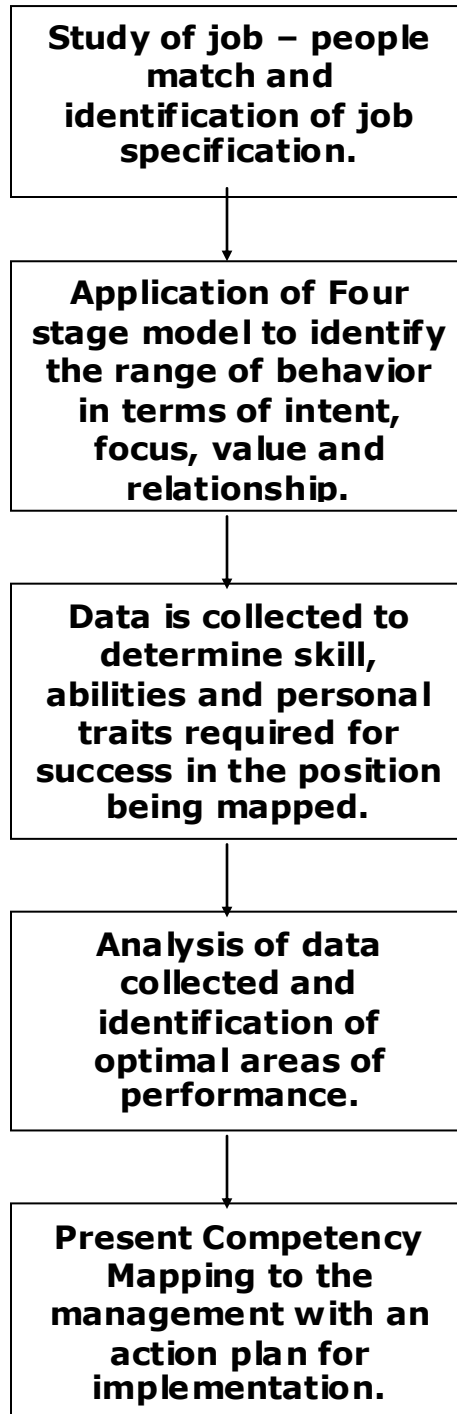 Study of job – people
match and
identification of job
specification.
Application of Four
stage model to identify
the range of behavior
in terms of intent,
focus, value and
relationship.
Data is collected to
determine skill,
abilities and personal
traits required for
success in the position
being mapped.
Analysis of data
collected and
identification of
optimal areas of
performance.
Present Competency
Mapping to the
management with an
action plan for
implementation.